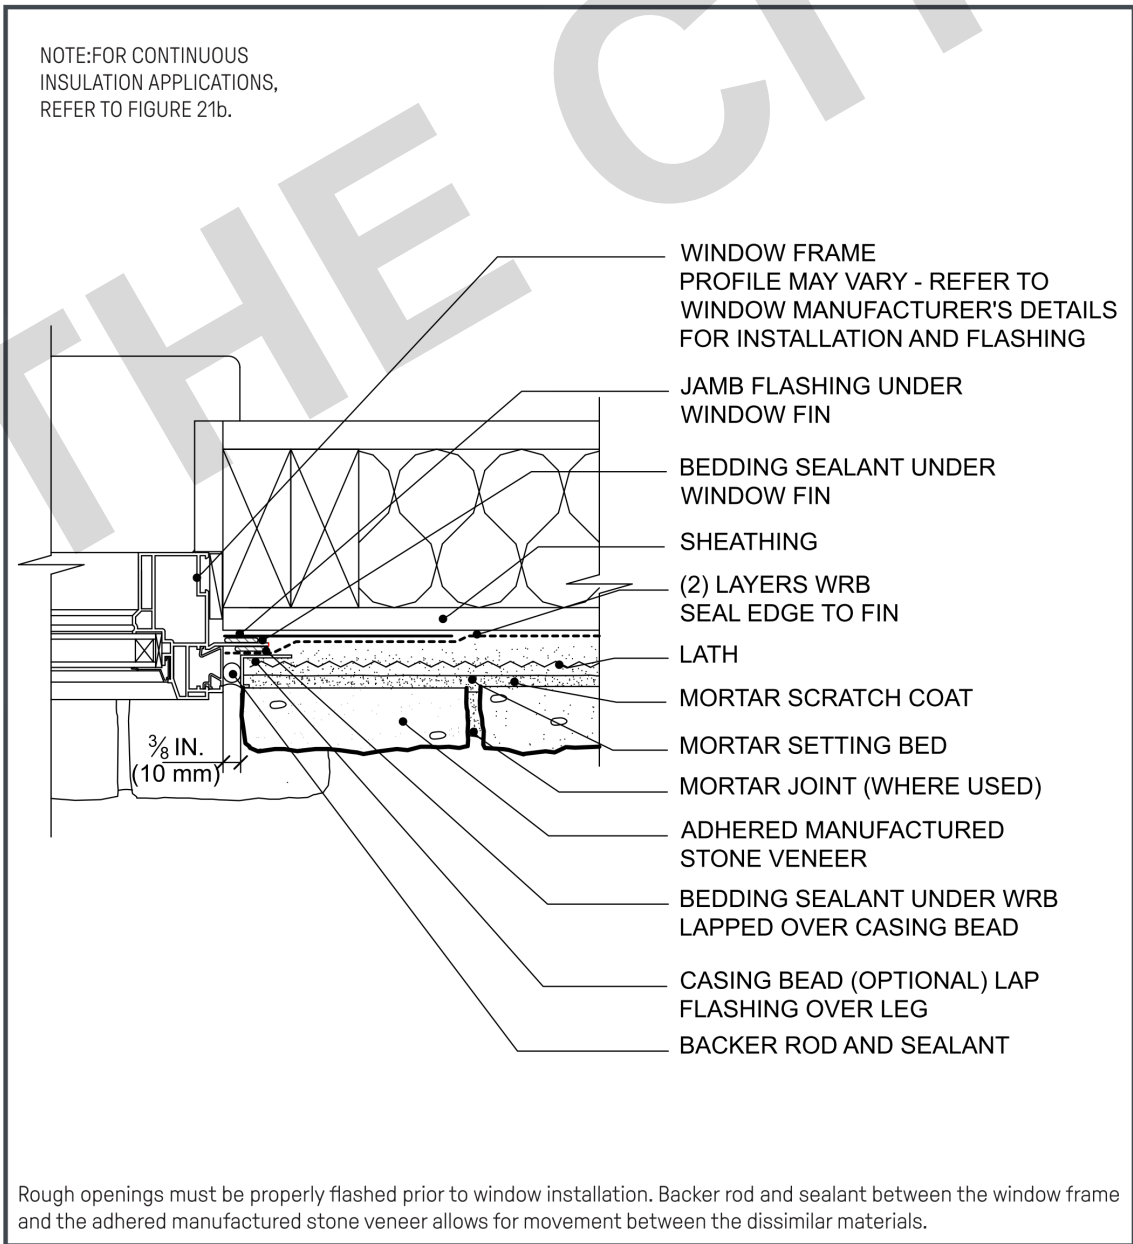 NOTE:FOR CONTINUOUS
INSULATION APPLICATIONS,
REFER TO FIGURE 21b.
THE CIT
WINDOW FRAME
PROFILE MAY VARY - REFER TO
WINDOW MANUFACTURER'S DETAILS
FOR INSTALLATION AND FLASHING
JAMB FLASHING UNDER
WINDOW FIN
BEDDING SEALANT UNDER
WINDOW FIN
SHEATHING
(2) LAYERS WRB
SEAL EDGE TO FIN
LATH
MORTAR SCRATCH COAT
MORTAR SETTING BED
MORTAR JOINT (WHERE USED)
ADHERED MANUFACTURED
STONE VENEER
BEDDING SEALANT UNDER WRB
LAPPED OVER CASING BEAD
CASING BEAD (OPTIONAL) LAP
FLASHING OVER LEG
BACKER ROD AND SEALANT
3/8 IN.
(10 mm)
Rough openings must be properly flashed prior to window installation. Backer rod and sealant between the window frame
and the adhered manufactured stone veneer allows for movement between the dissimilar materials.